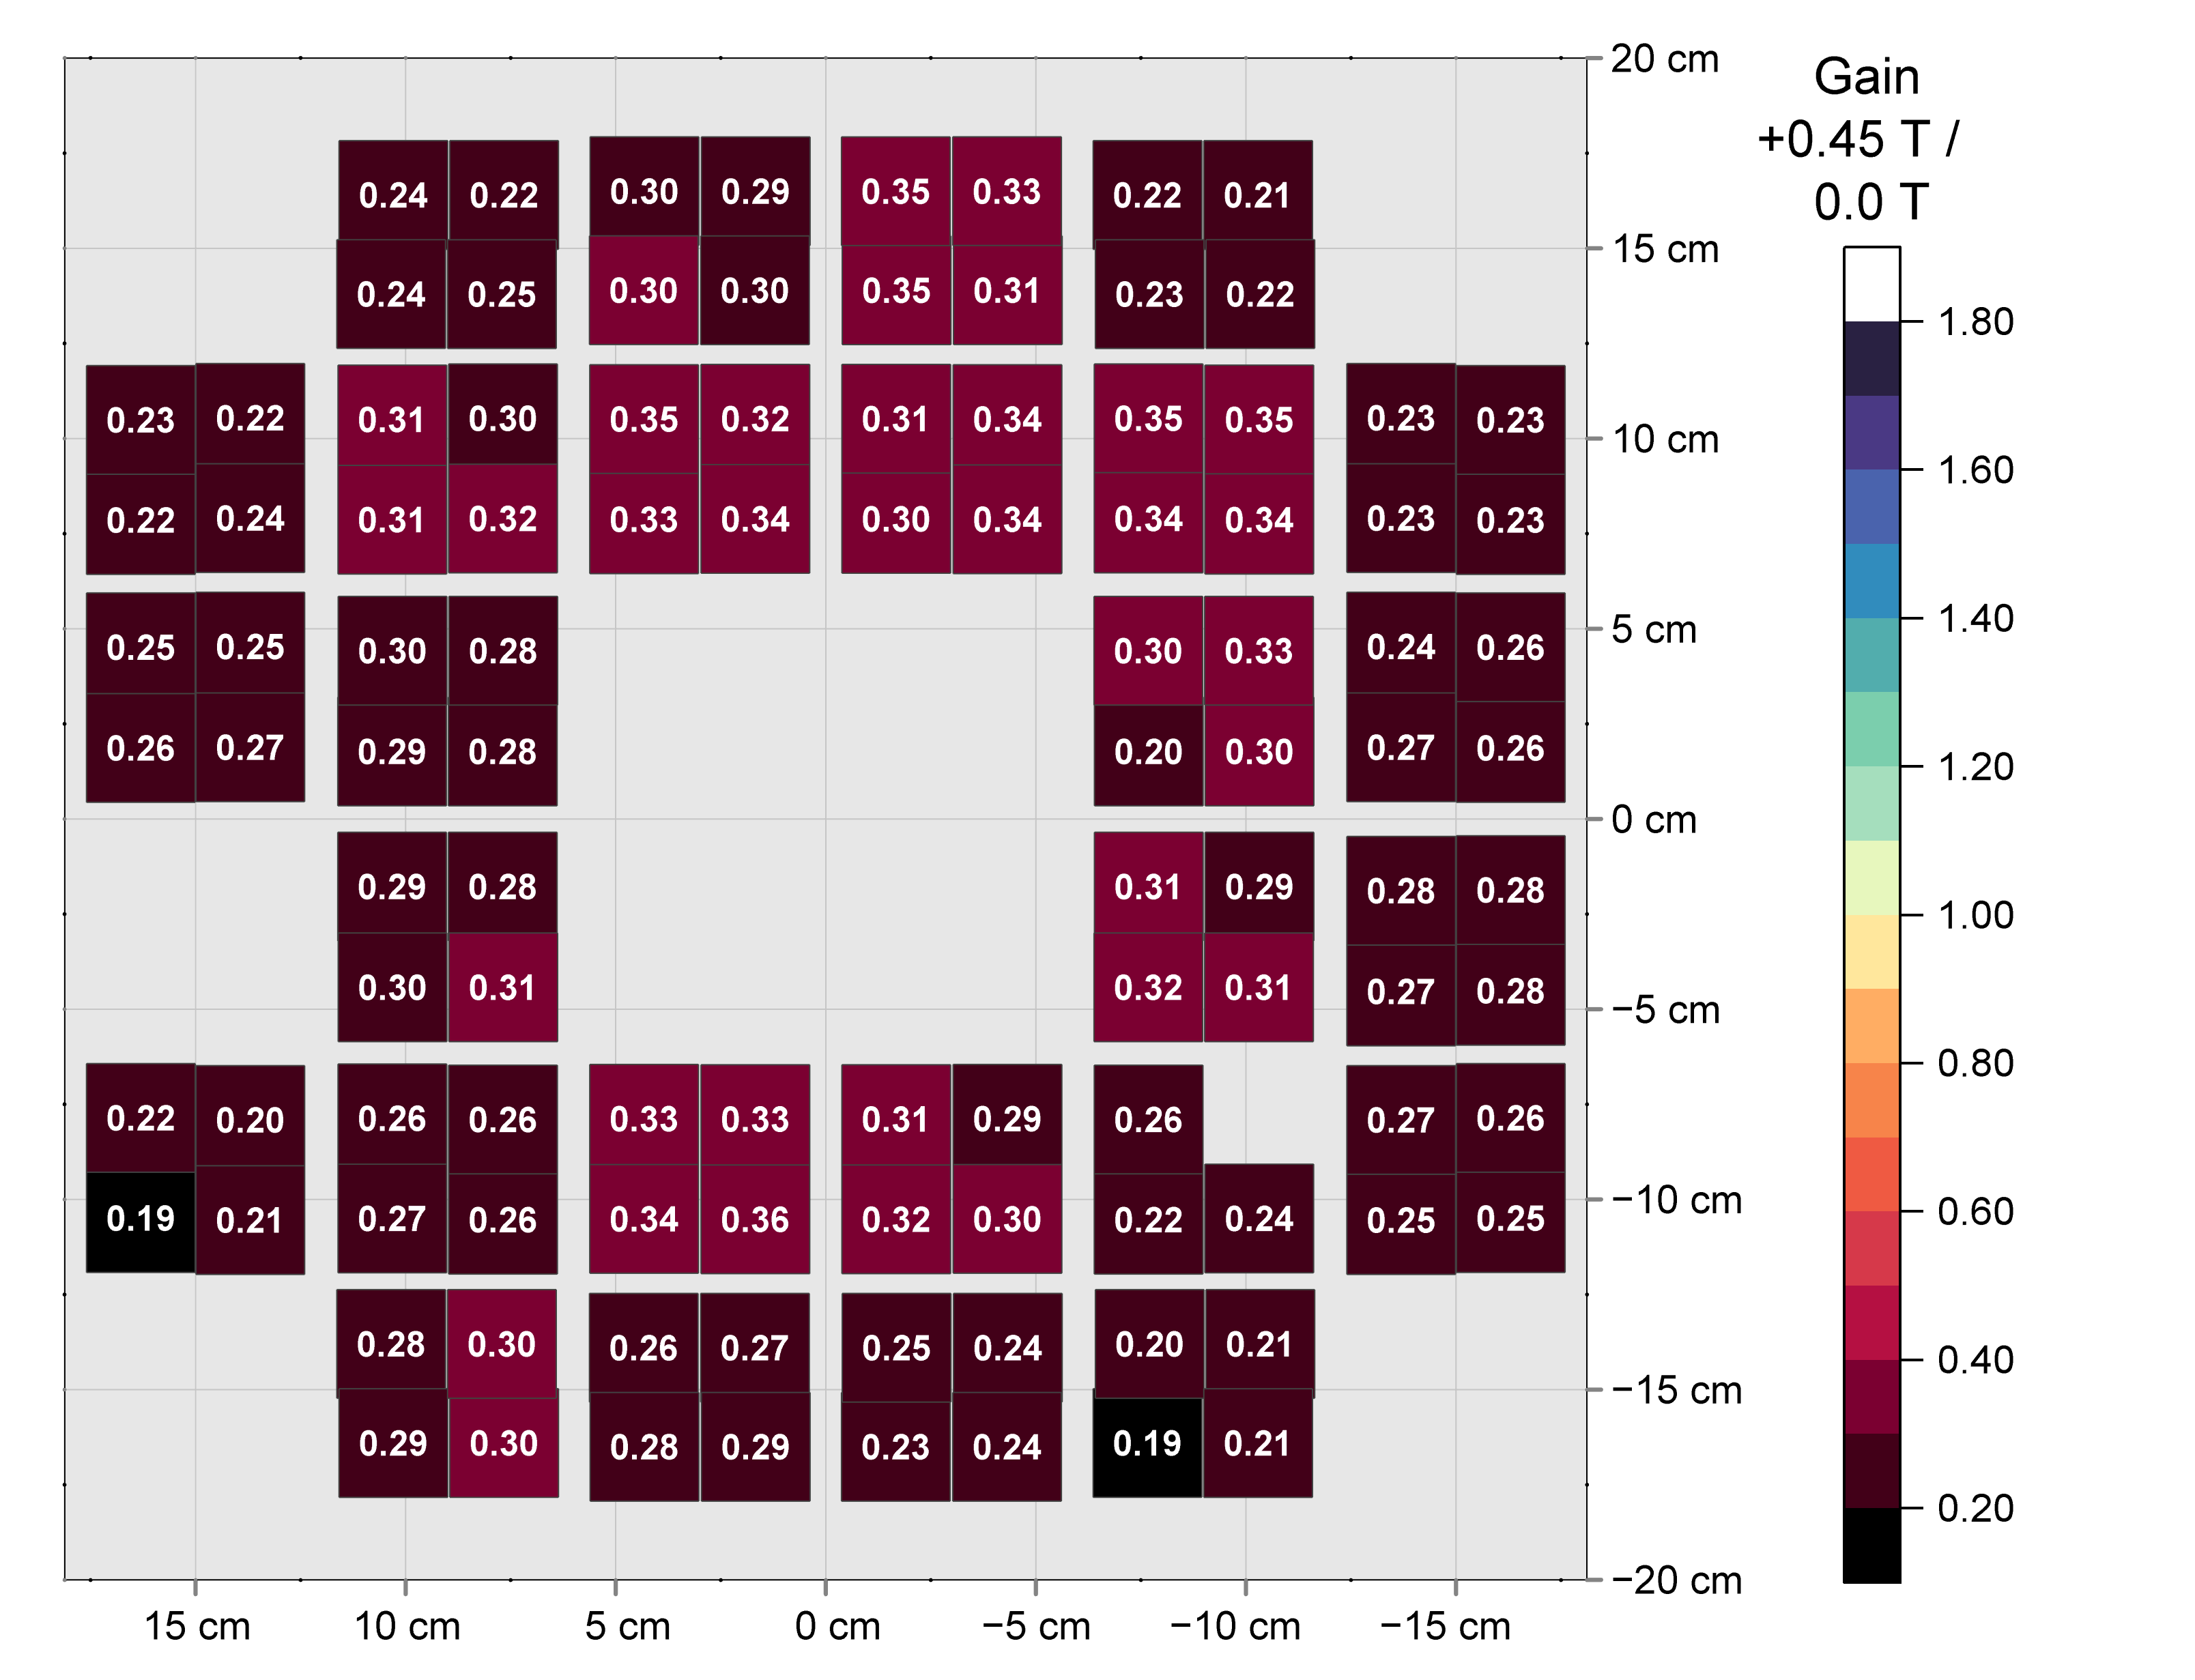 20 cm
Gain
+0.45 T /
0.0 T
0.24 0.22 0.30 0.29 0.35 0.33 0.22 0.21
15 cm
0.24 0.25 0.30 0.30 0.35 0.31 0.23 0.22
1.80
0.23 0.22 0.31 0.30 0.35 0.32 0.31 0.34 0.35 0.35 0.23 0.23
10 cm
1.60
0.22 0.24 0.31 0.32 0.33 0.34 0.30 0.34 0.34 0.34 0.23 0.23
1.40
5 cm
0.25 0.25 0.30 0.28 0.30 0.33 0.24 0.26
0.26 0.27 0.29 0.28 0.20 0.30 0.27 0.26
1.20
0 cm
0.29 0.28 0.31 0.29 0.28 0.28
1.00
0.30 0.31 0.32 0.31 0.27 0.28
−5 cm
0.80
0.22 0.20 0.26 0.26 0.33 0.33 0.31 0.29 0.26 0.27 0.26
−10 cm
0.60
0.19 0.21 0.27 0.26 0.34 0.36 0.32 0.30 0.22 0.24 0.25 0.25
0.28 0.30 0.26 0.27 0.25 0.24 0.20 0.21
0.40
−15 cm
0.29 0.30 0.28 0.29 0.23 0.24 0.19 0.21
0.20
−20 cm
15 cm 10 cm 5 cm 0 cm −5 cm −10 cm −15 cm